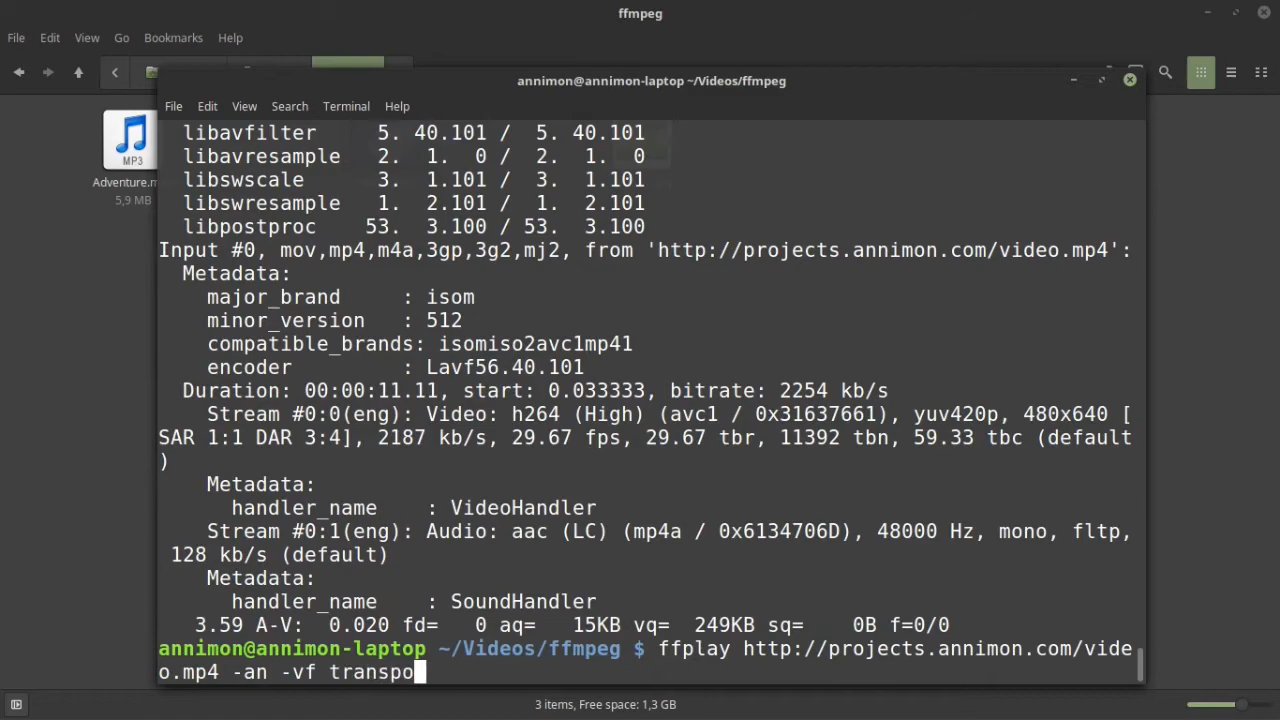 ffmpeg
File Edit View Go Bookmarks Help
annimon@annimon-laptop ~/Videos/ffmpeg
File Edit View Search Terminal Help
MP3
Adventure.m
5,9 MB
libavfilter 5. 40.101 / 5. 40.101
libavresample 2. 1. 0 / 2. 1. 0
libswscale 3. 1.101 / 3. 1.101
libswresample 1. 2.101 / 1. 2.101
libpostproc 53. 3.100 / 53. 3.100
Input #0, mov,mp4,m4a,3gp,3g2,mj2, from 'http://projects.annimon.com/video.mp4':
Metadata:
major_brand : isom
minor_version : 512
compatible_brands: isomiso2avc1mp41
encoder : Lavf56.40.101
Duration: 00:00:11.11, start: 0.033333, bitrate: 2254 kb/s
Stream #0:0(eng): Video: h264 (High) (avc1 / 0x31637661), yuv420p, 480x640 [
SAR 1:1 DAR 3:4], 2187 kb/s, 29.67 fps, 29.67 tbr, 11392 tbn, 59.33 tbc (default
)
Metadata:
handler_name : VideoHandler
Stream #0:1(eng): Audio: aac (LC) (mp4a / 0x6134706D), 48000 Hz, mono, fltp,
128 kb/s (default)
Metadata:
handler_name : SoundHandler
3.59 A-V: 0.020 fd= 0 aq= 15KB vq= 249KB sq= 0B f=0/0
annimon@annimon-laptop ~/Videos/ffmpeg $ ffplay http://projects.annimon.com/vide
o.mp4 -an -vf transpo
3 items, Free space: 1,3 GB